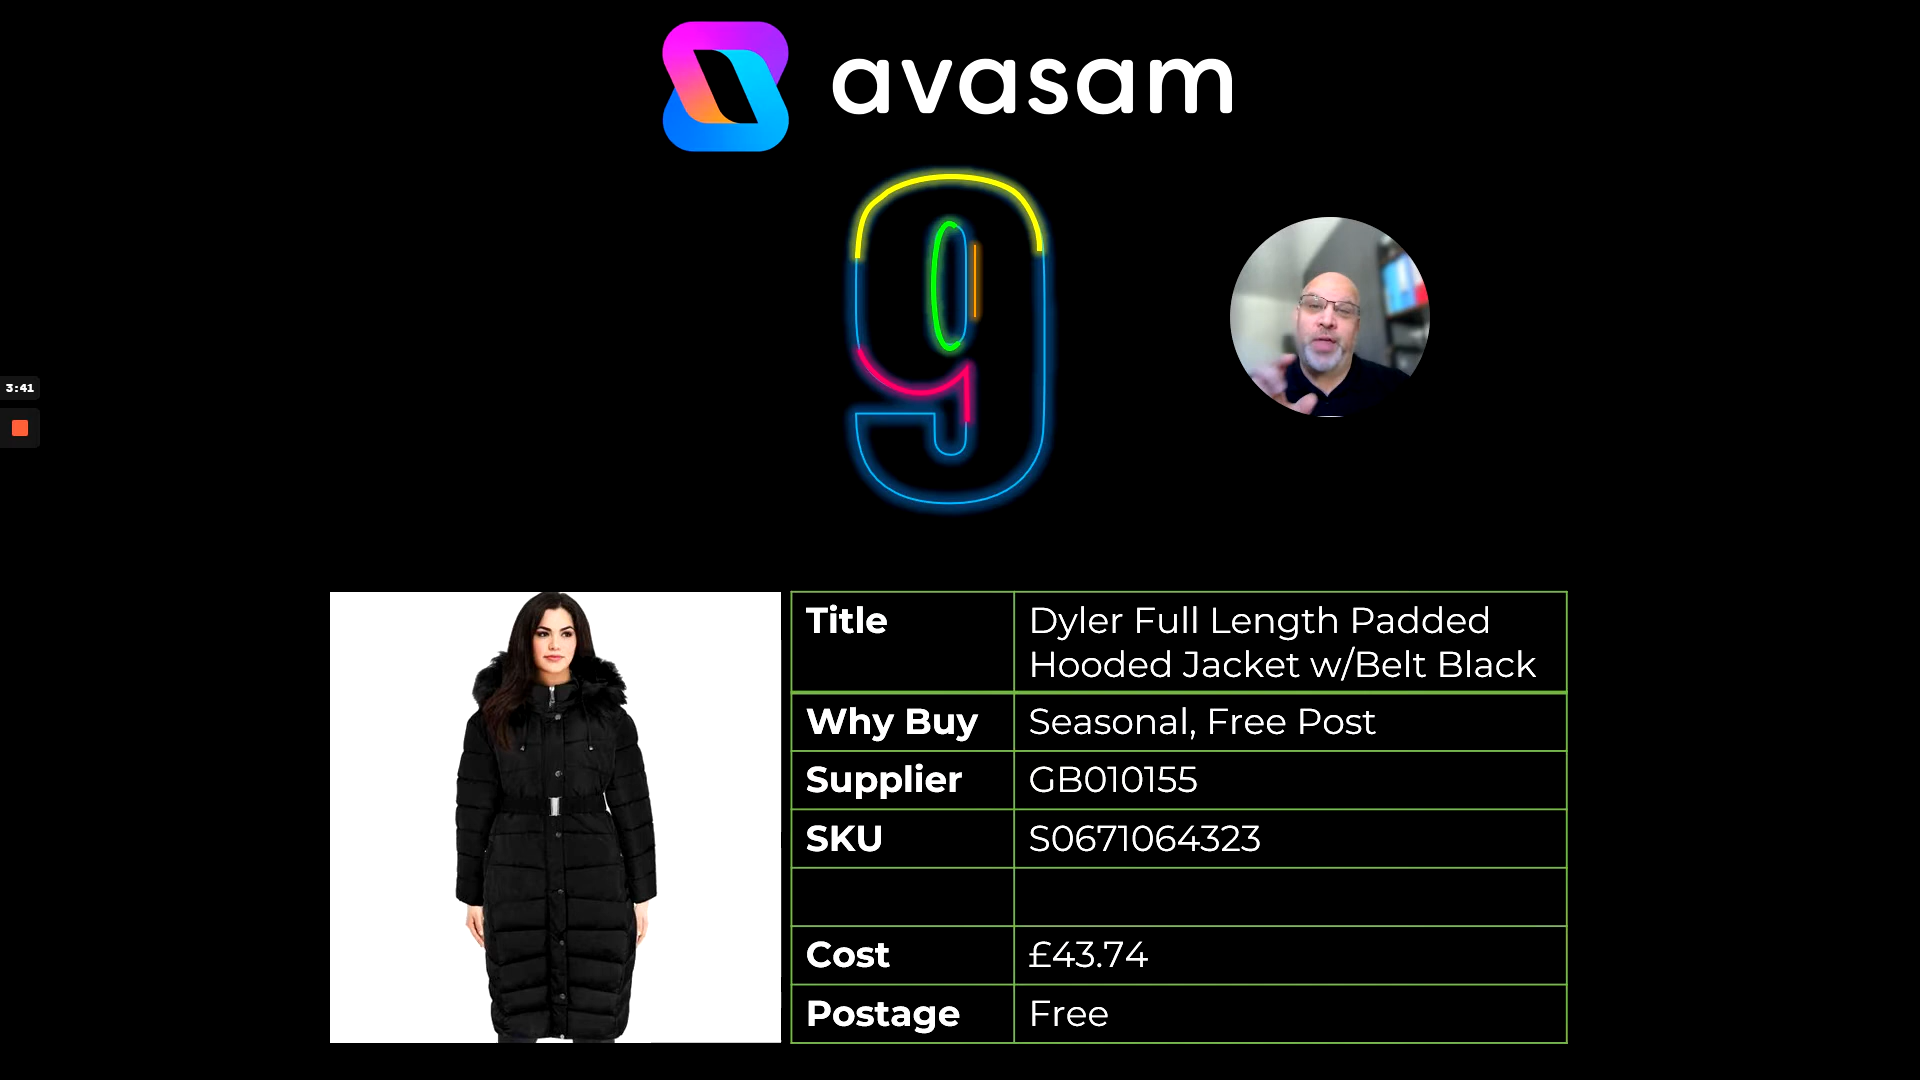 avasam
9
3:41
Title
Dyler Full Length Padded
Hooded Jacket w/Belt Black
Why Buy
Seasonal, Free Post
Supplier
GB010155
SKU
S0671064323
Cost
£43.74
Postage
Free